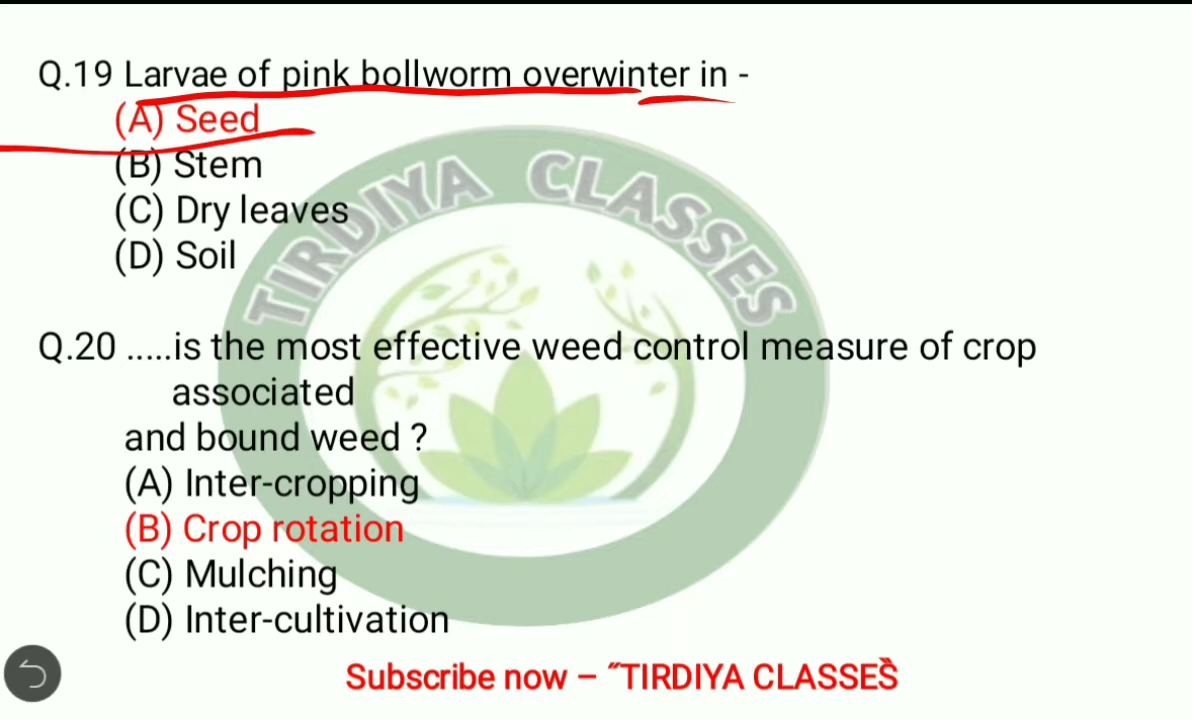 Q.19 Larvae of pink bollworm overwinter in -
(A) Seed
(B) Stem
(C) Dry leaves
(D) Soil
TIRDIYA CLASSES
Q.20 .....is the most effective weed control measure of crop
associated
and bound weed ?
(A) Inter-cropping
(B) Crop rotation
(C) Mulching
(D) Inter-cultivation
Subscribe now – "TIRDIYA CLASSES"